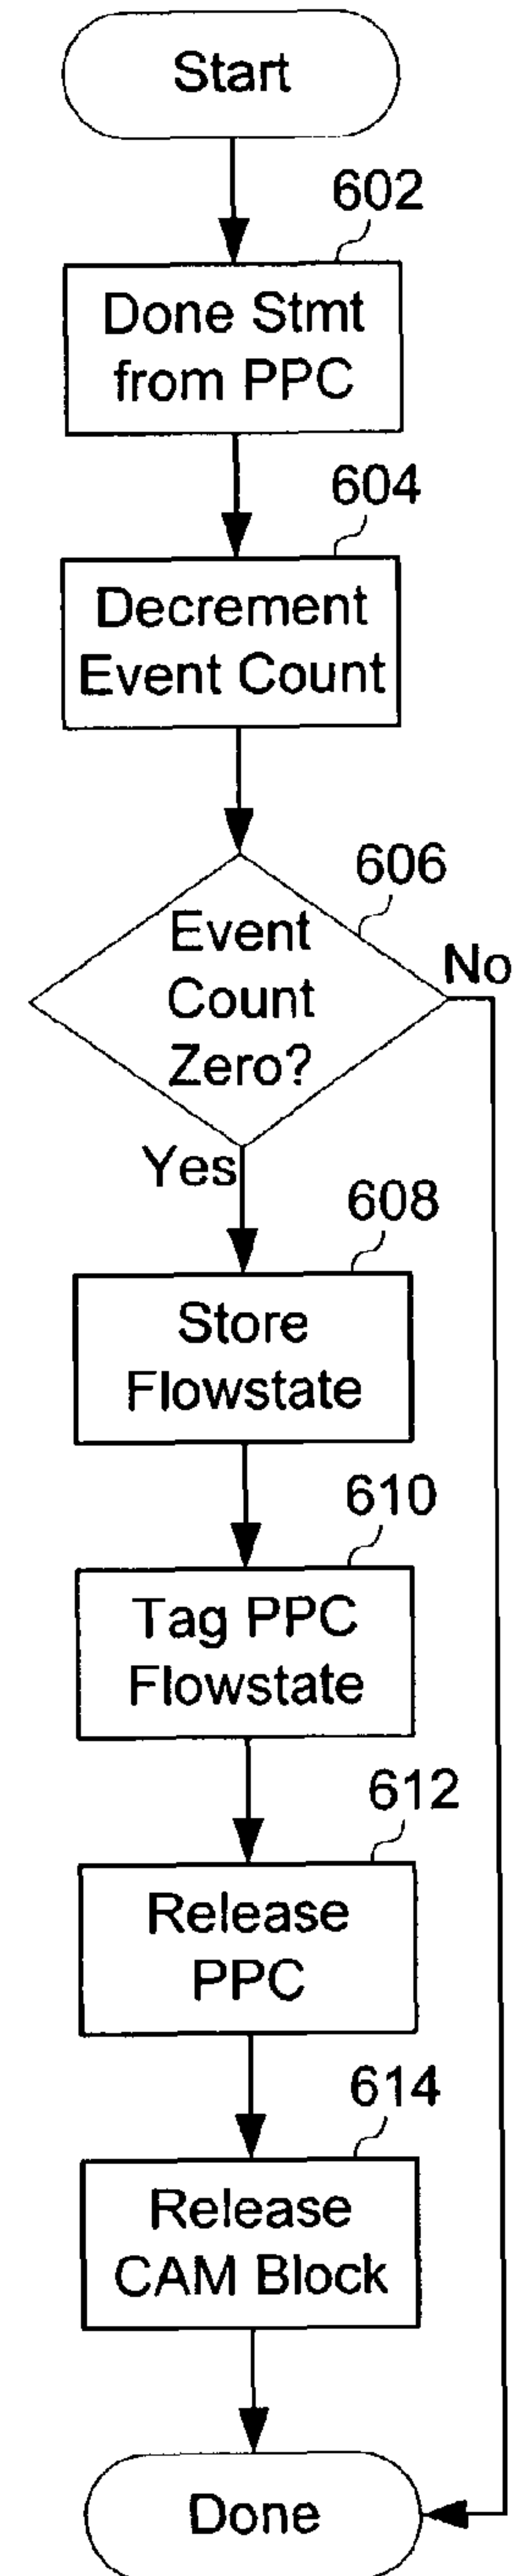 Start
602
Done Stmt
from PPC
604
Decrement
Event Count
606
Event
Count
Zero?
No
Yes
608
Store
Flowstate
610
Tag PPC
Flowstate
612
Release
PPC
614
Release
CAM Block
Done